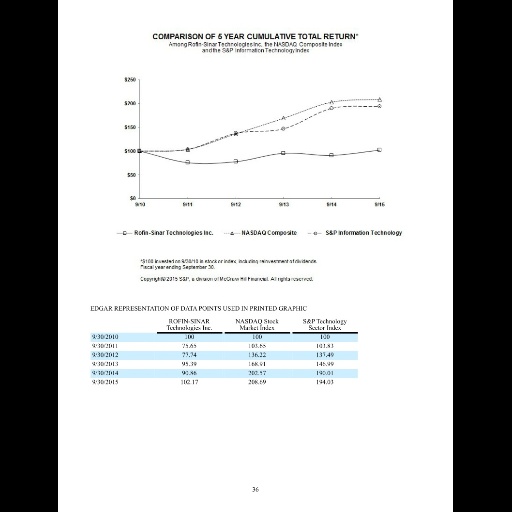 COMPARISON OF 5 YEAR CUMULATIVE TOTAL RETURN*
Among Rofin-Sinar Technologies Inc, the NASDAQ Composite Index
and the S&P Information Technology Index
$250
$200
$150
$100
$50
$0
9/10 9/11 9/12 9/13 9/14 9/15
Rofin-Sinar Technologies Inc. NASDAQ Composite S&P Information Technology
*$100 invested on 9/30/10 in stock or index, including reinvestment of dividends.
Fiscal year ending September 30.
Copyright© 2015 S&P, a division of McGraw Hill Financial. All rights reserved.
EDGAR REPRESENTATION OF DATA POINTS USED IN PRINTED GRAPHIC
ROFIN-SINAR NASDAQ Stock S&P Technology
Technologies Inc. Market Index Sector Index
9/30/2010 100 100 100
9/30/2011 75.65 103.65 103.83
9/30/2012 77.74 136.22 137.49
9/30/2013 95.39 168.91 146.99
9/30/2014 90.86 202.57 190.01
9/30/2015 102.17 208.69 194.03
36